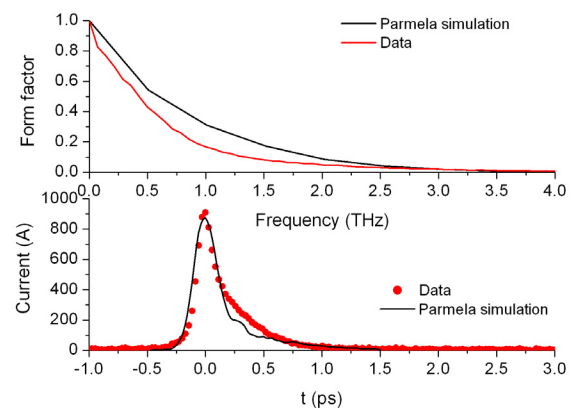 Form factor
1.0
0.8
0.6
0.4
0.2
0.0
Parmela simulation
Data
0.0 0.5 1.0 1.5 2.0 2.5 3.0 3.5 4.0
Frequency (THz)
Current (A)
1000
800
600
400
200
0
Data
Parmela simulation
-1.0 -0.5 0.0 0.5 1.0 1.5 2.0 2.5 3.0
t (ps)